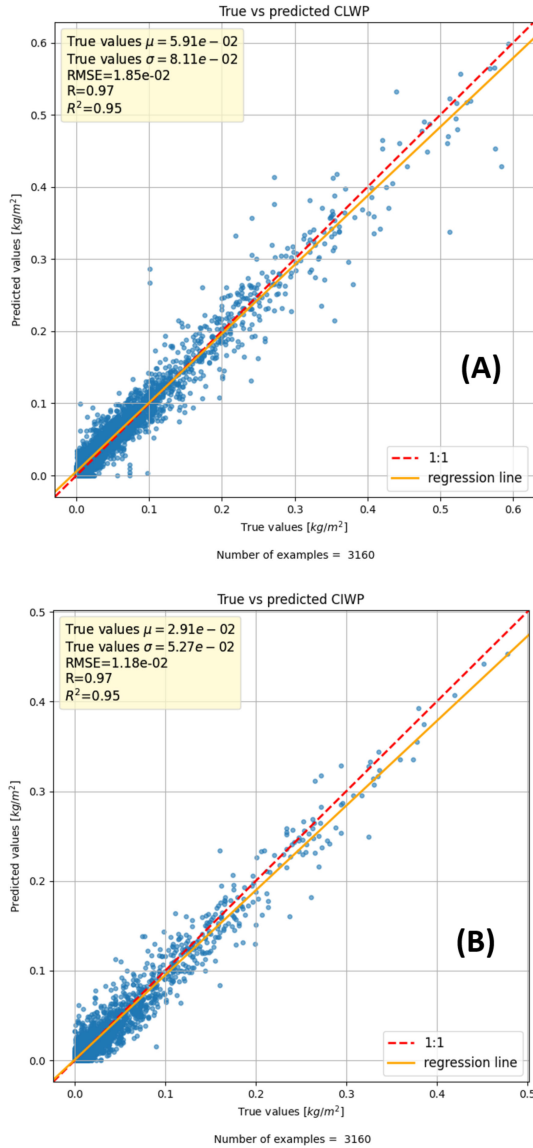 True vs predicted CLWP
True values μ = 5.91e − 02
True values σ = 8.11e − 02
RMSE=1.85e-02
R=0.97
R²=0.95
0.6
0.5
0.4
0.3
0.2
0.1
0.0
Predicted values [kg/m²]
(A)
1:1
regression line
0.0 0.1 0.2 0.3 0.4 0.5 0.6
True values [kg/m²]
Number of examples = 3160
True vs predicted CIWP
True values μ = 2.91e − 02
True values σ = 5.27e − 02
RMSE=1.18e-02
R=0.97
R²=0.95
0.5
0.4
0.3
0.2
0.1
0.0
Predicted values [kg/m²]
(B)
1:1
regression line
0.0 0.1 0.2 0.3 0.4 0.5
True values [kg/m²]
Number of examples = 3160